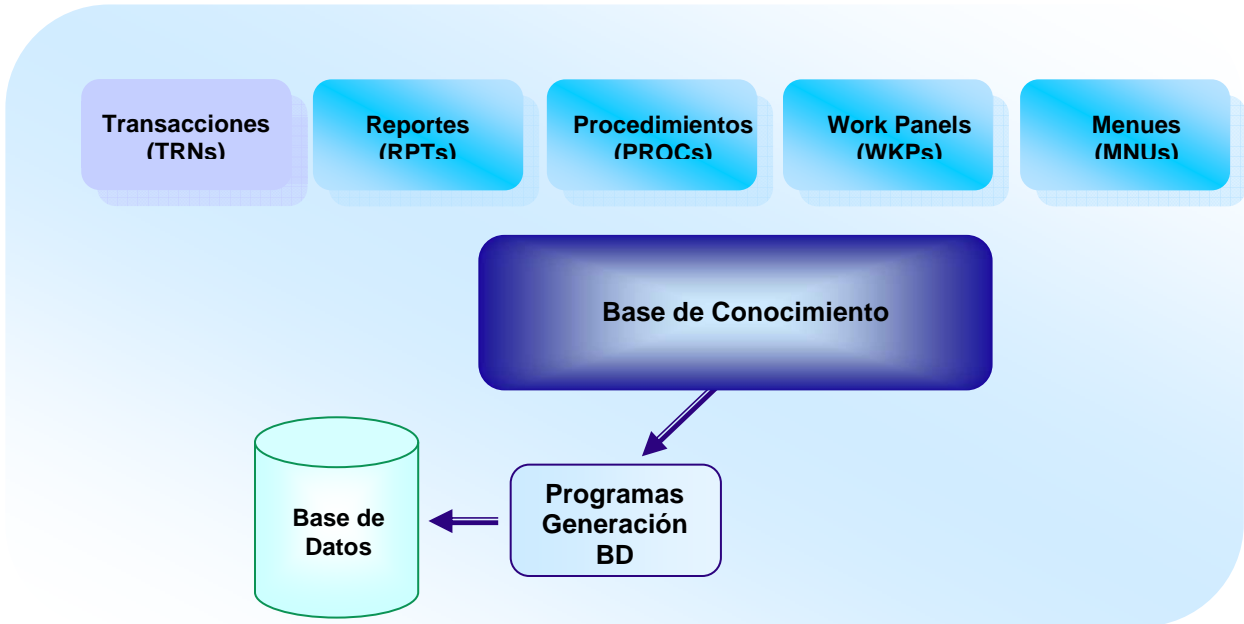 Transacciones
(TRNs)
Reportes
(RPTs)
Procedimientos
(PROCs)
Work Panels
(WKPs)
Menues
(MNUs)
Base de Conocimiento
Programas
Generación
BD
Base de
Datos